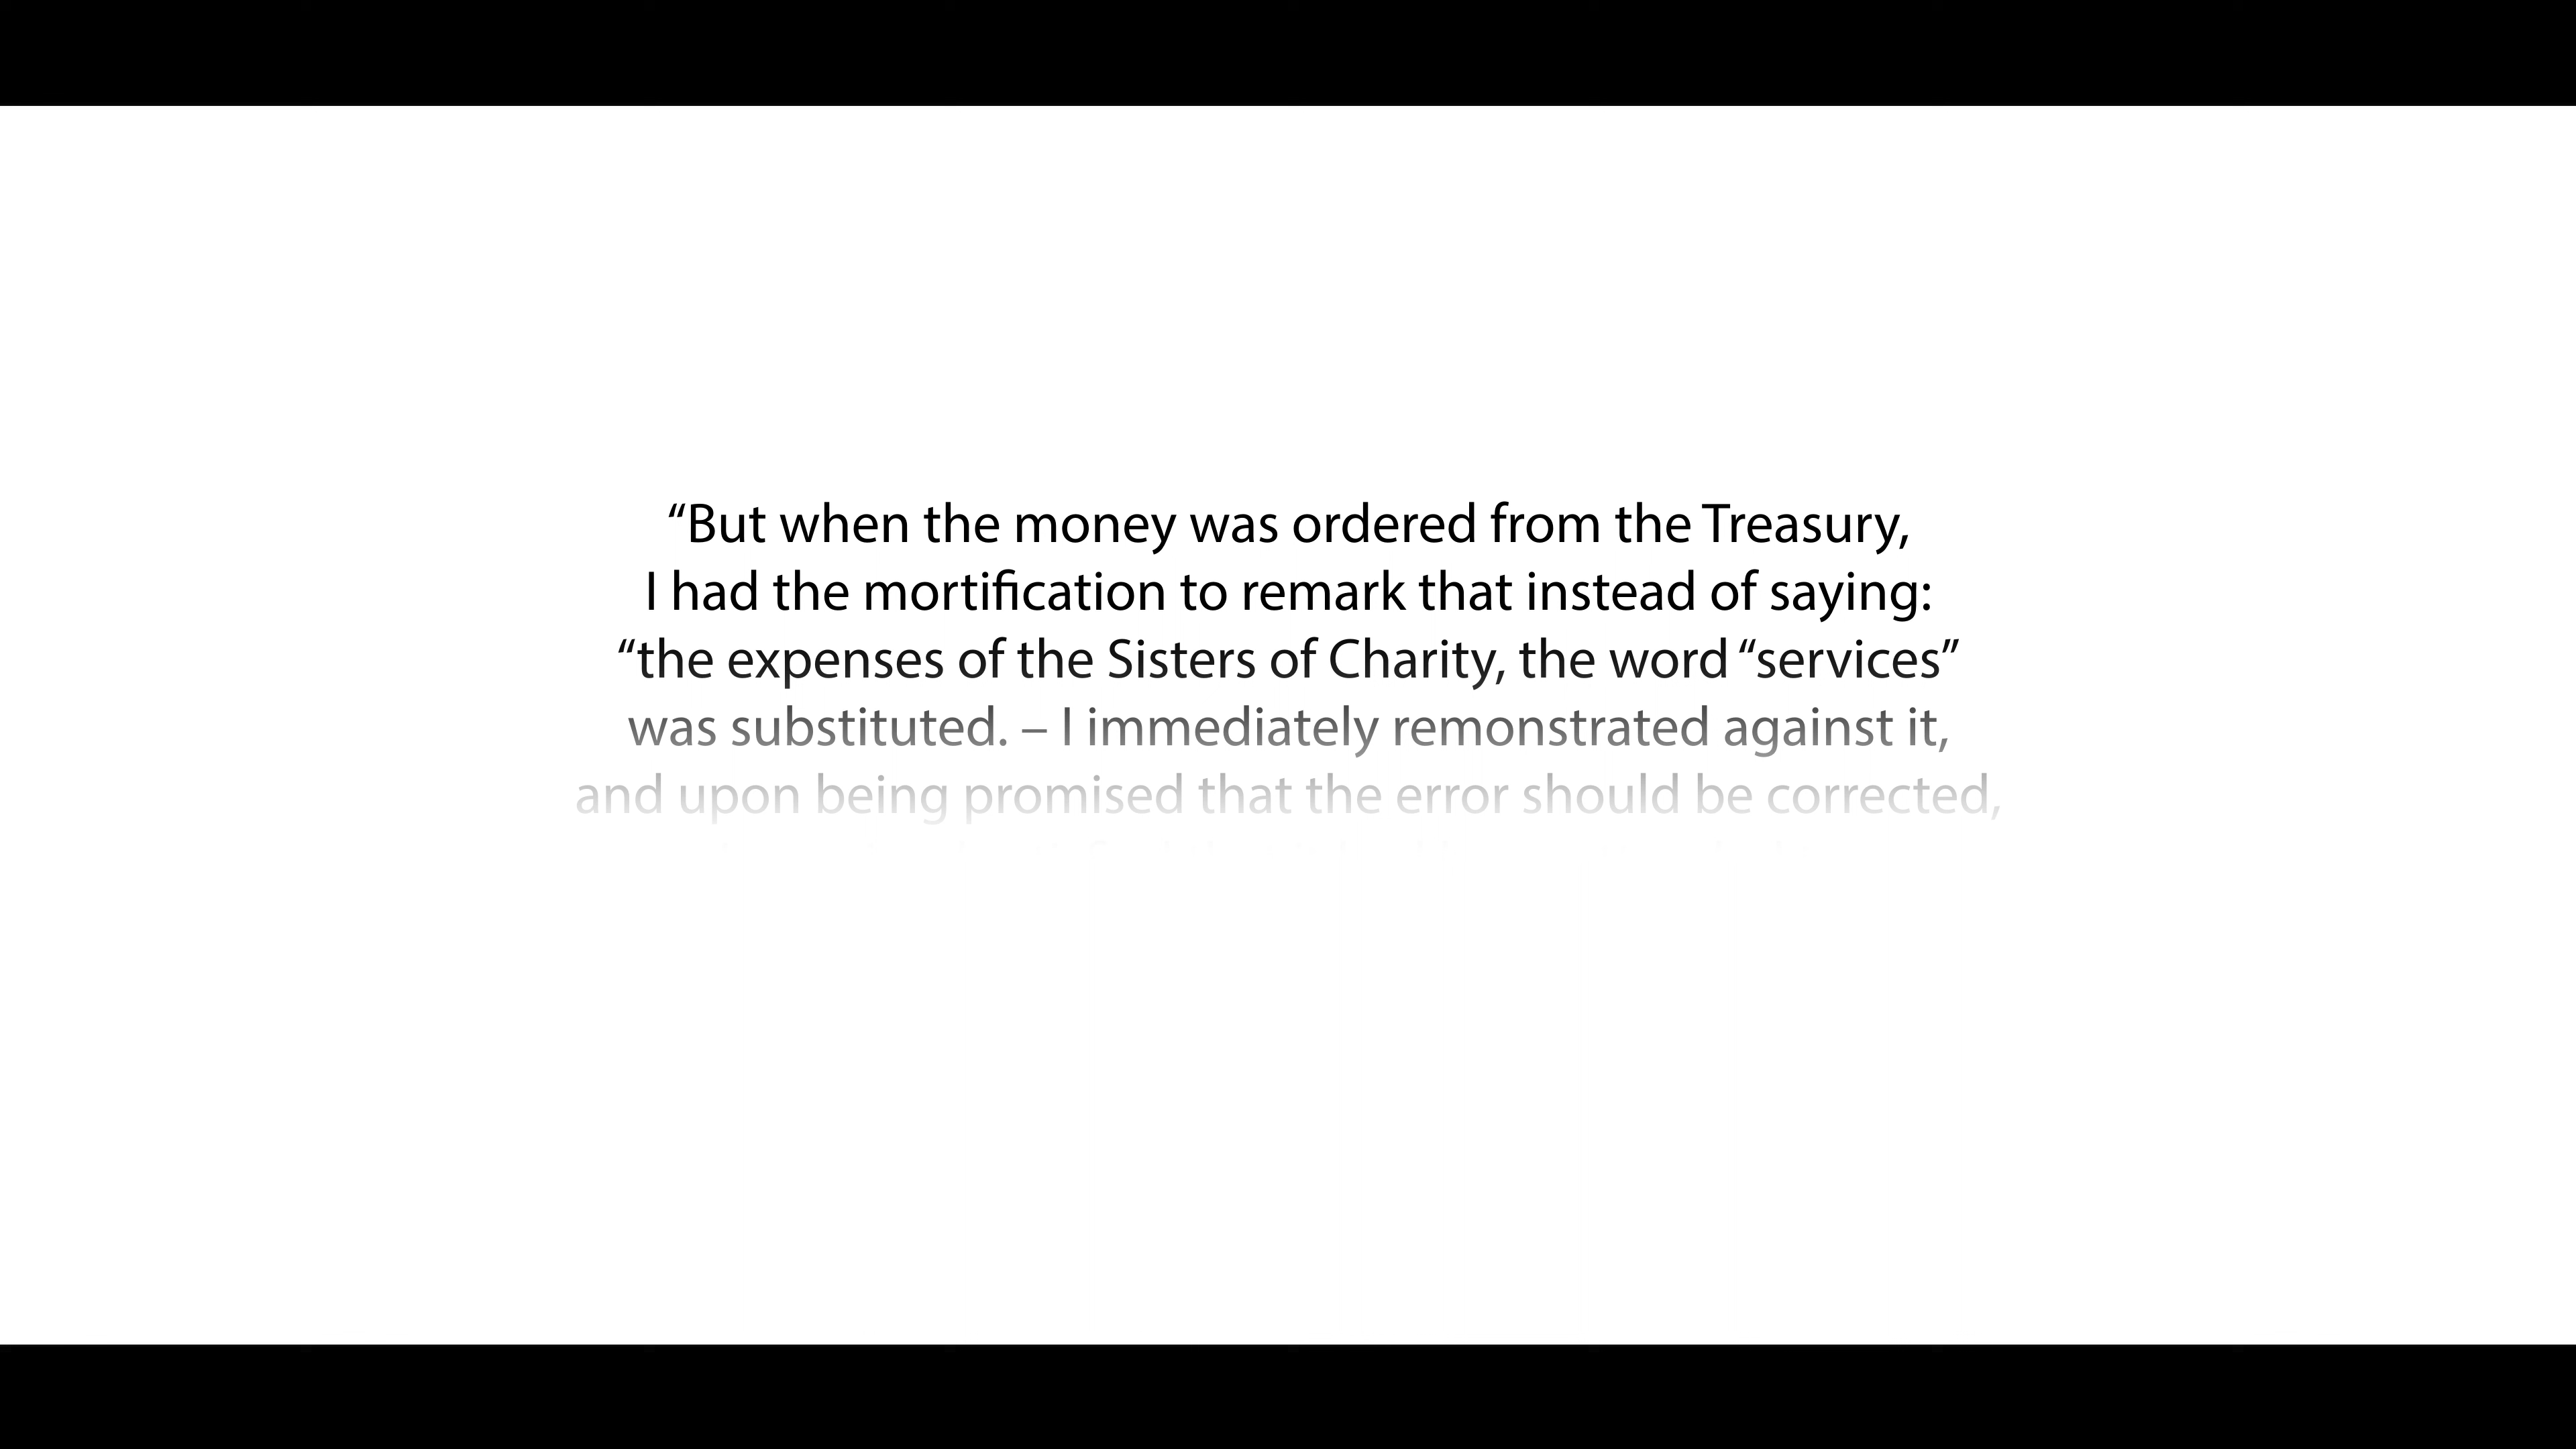 “But when the money was ordered from the Treasury,
I had the mortification to remark that instead of saying:
“the expenses of the Sisters of Charity, the word “services”
was substituted. – I immediately remonstrated against it,
and upon being promised that the error should be corrected,